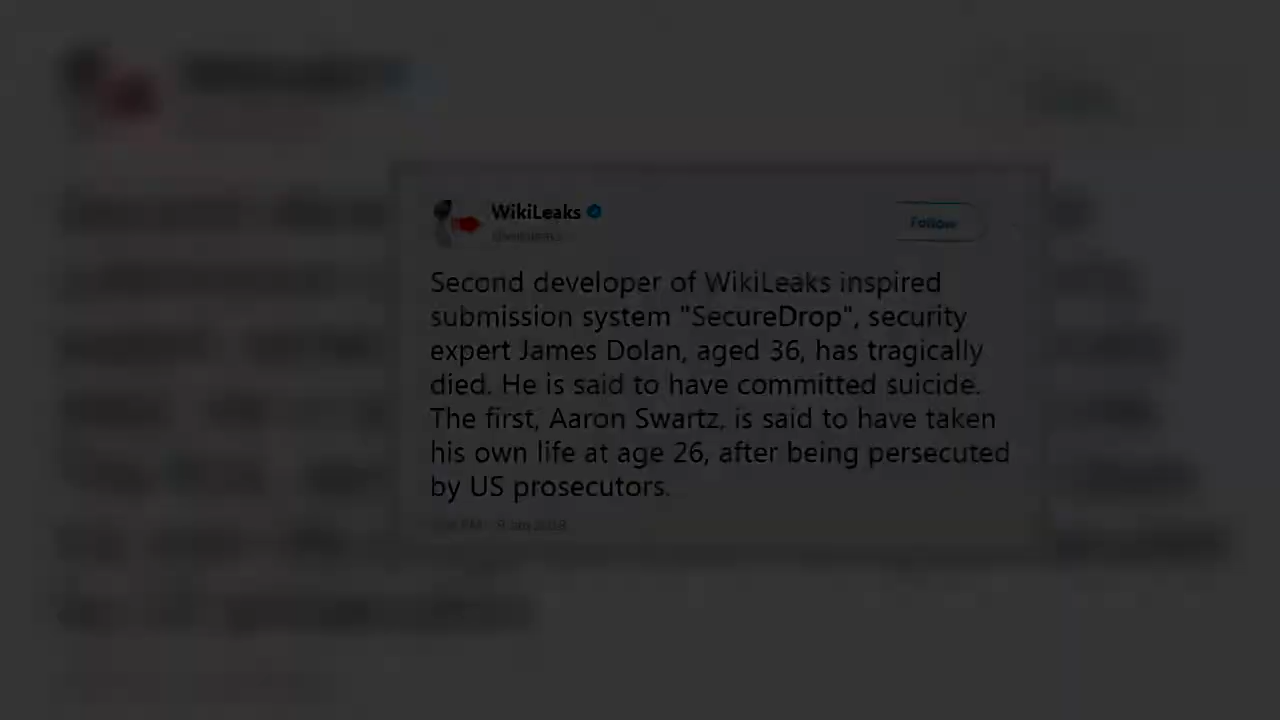 WikiLeaks
@wikileaks
Follow
Second developer of WikiLeaks inspired
submission system "SecureDrop", security
expert James Dolan, aged 36, has tragically
died. He is said to have committed suicide.
The first, Aaron Swartz, is said to have taken
his own life at age 26, after being persecuted
by US prosecutors.